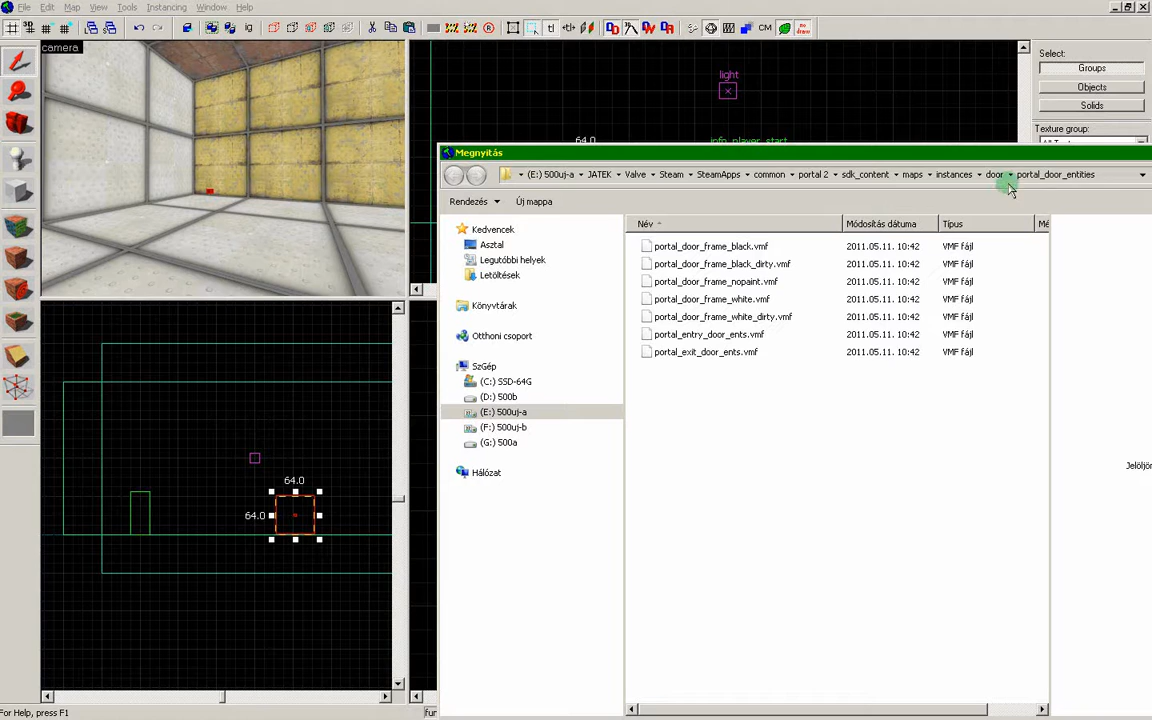 File Edit Map View Tools Instancing Window Help
camera
light
64.0
info_player_start
Select:
Groups
Objects
Solids
Texture group:
Megnyitás
(E:) 500uj-a JATEK Valve Steam SteamApps common portal 2 sdk_content maps instances door portal_door_entities
Rendezés Új mappa
Kedvencek
Asztal
Legutóbbi helyek
Letöltések
Könyvtárak
Otthoni csoport
SzGép
(C:) SSD-64G
(D:) 500b
(E:) 500uj-a
(F:) 500uj-b
(G:) 500a
Hálózat
Név Módosítás dátuma Típus Mé
portal_door_frame_black.vmf 2011.05.11. 10:42 VMF fájl
portal_door_frame_black_dirty.vmf 2011.05.11. 10:42 VMF fájl
portal_door_frame_nopaint.vmf 2011.05.11. 10:42 VMF fájl
portal_door_frame_white.vmf 2011.05.11. 10:42 VMF fájl
portal_door_frame_white_dirty.vmf 2011.05.11. 10:42 VMF fájl
portal_entry_door_ents.vmf 2011.05.11. 10:42 VMF fájl
portal_exit_door_ents.vmf 2011.05.11. 10:42 VMF fájl
Jelöljön
64.0
64.0
For Help, press F1
fur